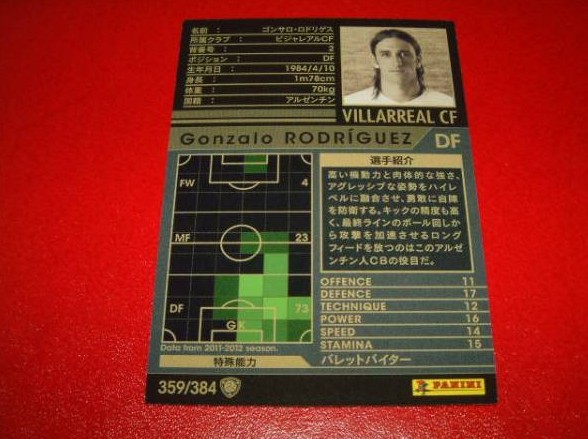 名前 : ゴンサロ・ロドリゲス
所属クラブ : ビジャレアルCF
背番号 : 2
ポジション : DF
生年月日 : 1984/4/10
身長 : 1m78cm
体重 : 70kg
国籍 : アルゼンチン
VILLARREAL CF
Gonzalo RODRÍGUEZ DF
FW 4
MF 23
DF 73
GK
Data from 2011-2012 season.
選手紹介
高い機動力と肉体的な強さ、
アグレッシブな姿勢をハイレ
ベルに融合させ、勇敢に自陣
を防衛する。キックの精度も高
く、最終ラインのボール回しか
ら攻撃を加速させるロング
フィードを放つのはこのアルゼ
ンチン人CBの役目だ。
OFFENCE 11
DEFENCE 17
TECHNIQUE 12
POWER 16
SPEED 14
STAMINA 15
特殊能力 バレットバイター
359/384
PANINI